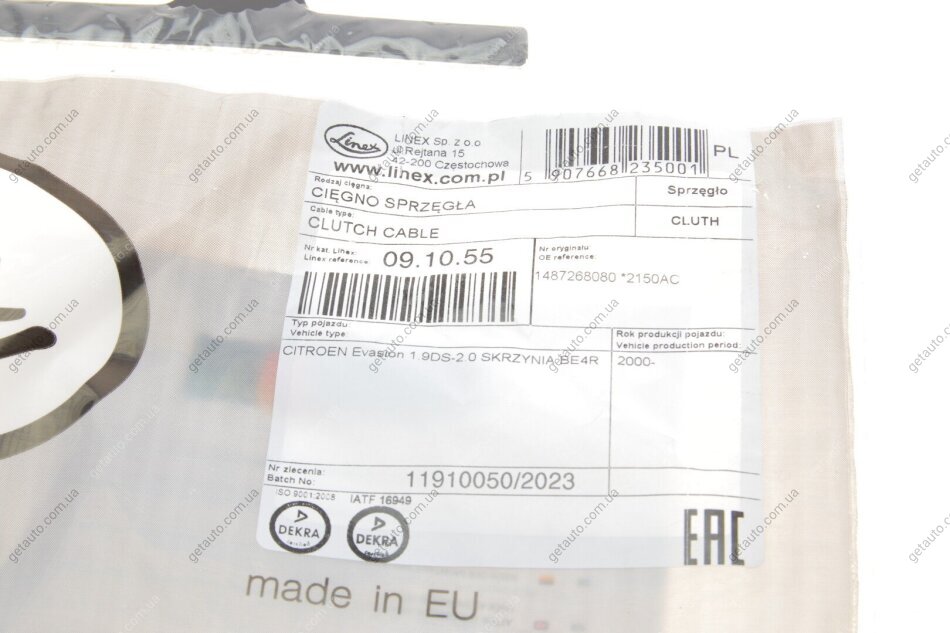 Linex
LINEX Sp. z o.o
ul Rejtana 15
42-200 Częstochowa
www.linex.com.pl
5 907668 235001
PL
Rodzaj cięgna:
CIĘGNO SPRZĘGŁA
Sprzęgło
Cable type:
CLUTCH CABLE
CLUTH
Nr kat. Linex:
Linex reference:
09.10.55
Nr oryginału:
OE reference:
1487268080 *2150AC
Typ pojazdu
Vehicle type:
Rok produkcji pojazdu:
Vehicle production period:
CITROEN Evasion 1.9DS-2.0 SKRZYNIA BE4R
2000-
Nr zlecenia:
Batch No:
11910050/2023
ISO 9001:2008
IATF 16949
DEKRA
DEKRA
EAC
made in EU
getauto.com.ua